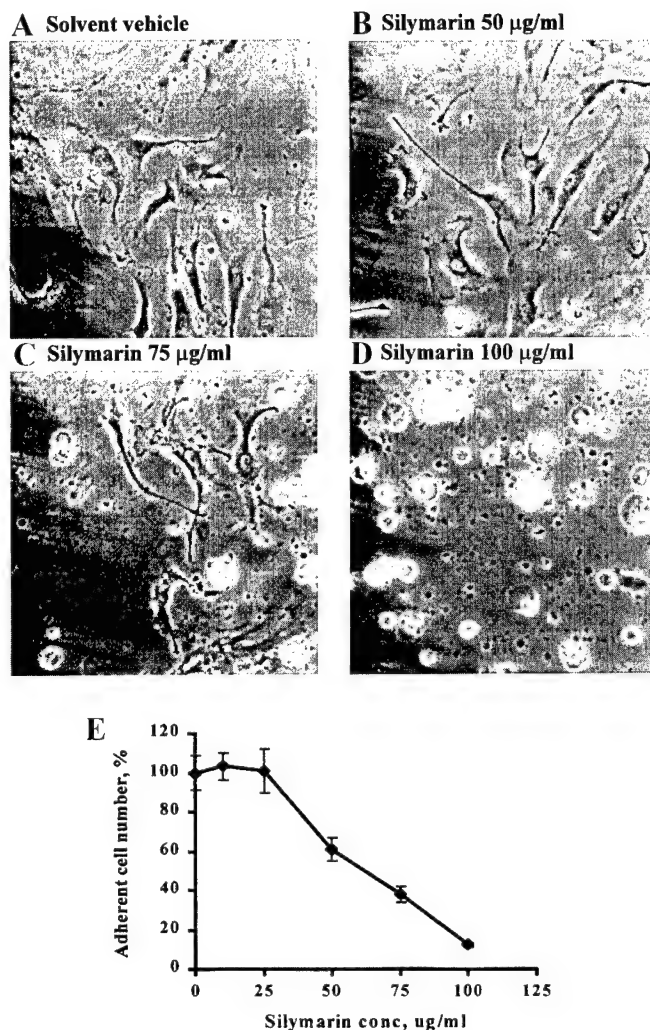 A Solvent vehicle
B Silymarin 50 µg/ml
C Silymarin 75 µg/ml
D Silymarin 100 µg/ml
E
Adherent cell number, %
120
100
80
60
40
20
0
0 25 50 75 100 125
Silymarin conc, ug/ml